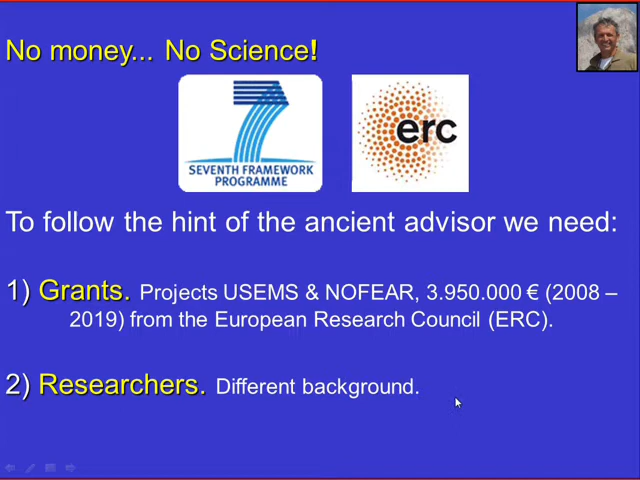 No money... No Science!
SEVENTH FRAMEWORK
PROGRAMME
erc
To follow the hint of the ancient advisor we need:
1) Grants. Projects USEMS & NOFEAR, 3.950.000 € (2008 –
2019) from the European Research Council (ERC).
2) Researchers. Different background.